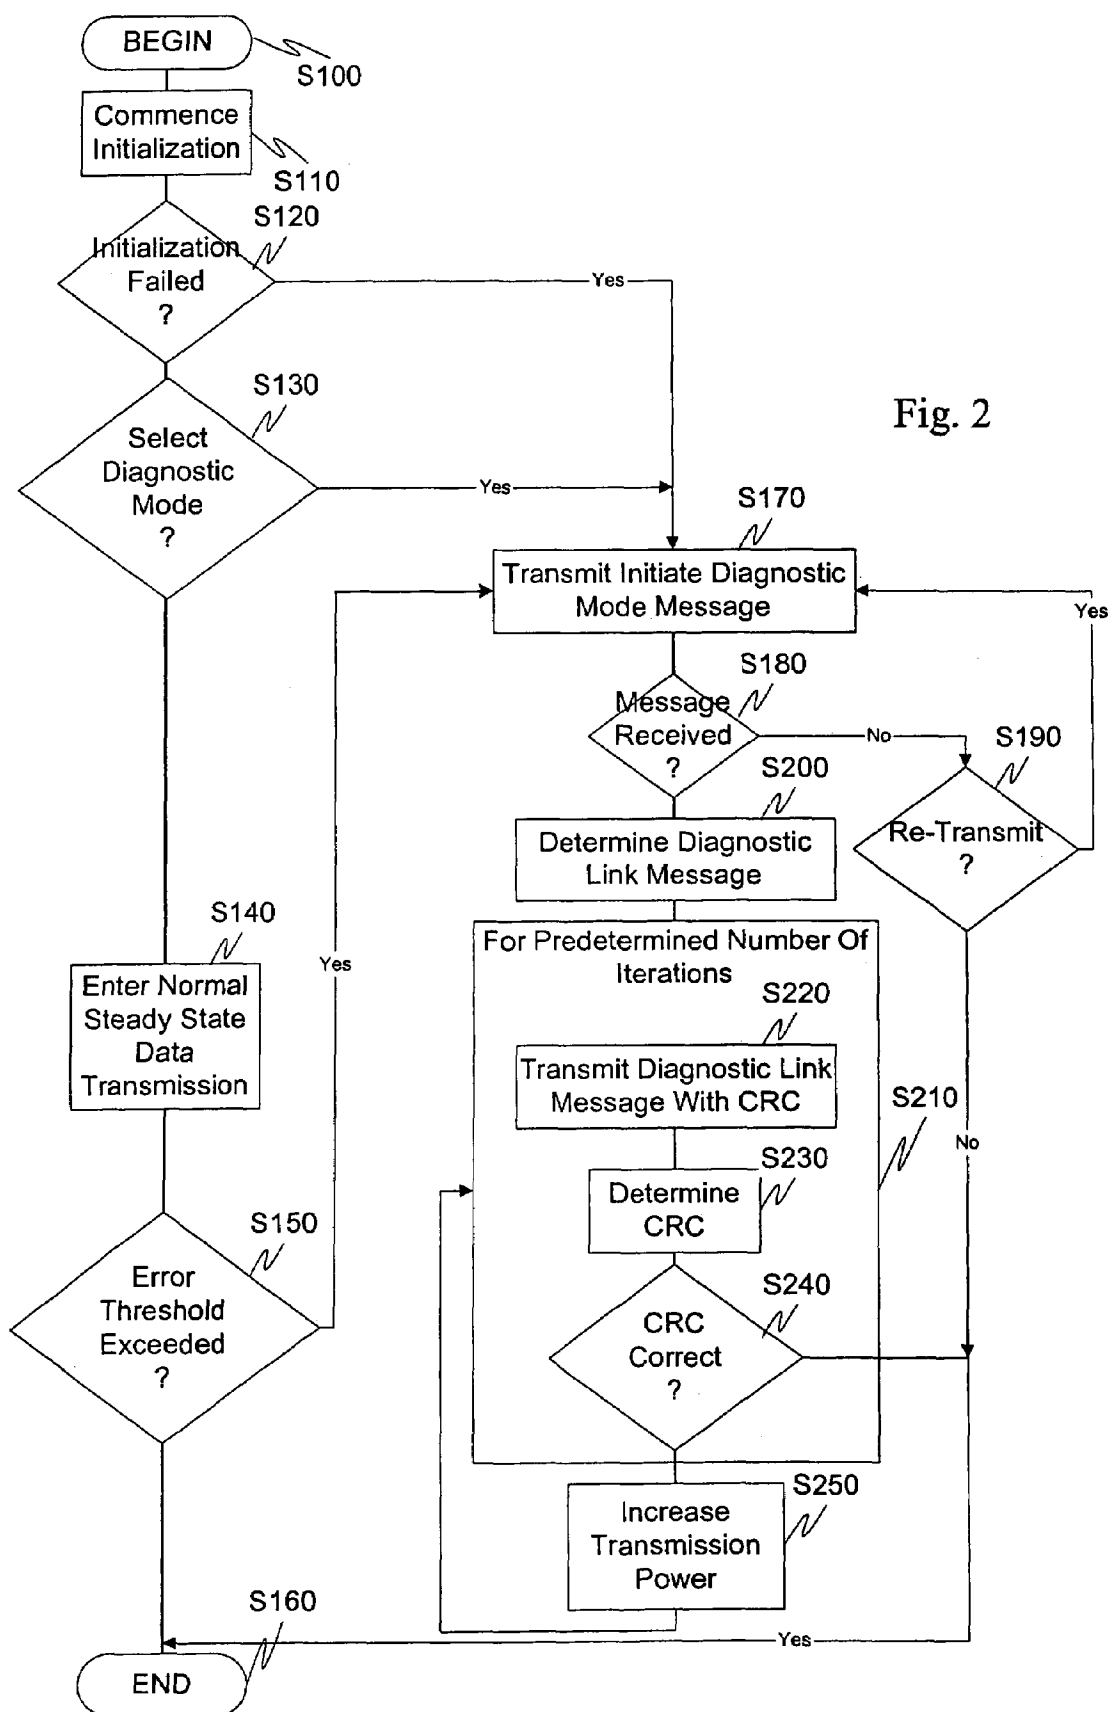 BEGIN
S100
Commence
Initialization
S110
S120
Initialization
Failed
?
Yes
S130
Select
Diagnostic
Mode
?
Yes
Fig. 2
S170
Transmit Initiate Diagnostic
Mode Message
Yes
S180
Message
Received
?
No
S190
Re-Transmit
?
S200
Determine Diagnostic
Link Message
S140
Enter Normal
Steady State
Data
Transmission
Yes
For Predetermined Number Of
Iterations
S220
Transmit Diagnostic Link
Message With CRC
S210
No
S230
Determine
CRC
S150
Error
Threshold
Exceeded
?
S240
CRC
Correct
?
S250
Increase
Transmission
Power
S160
Yes
END